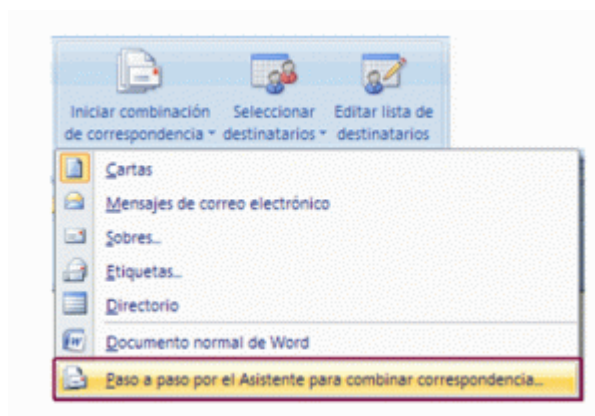 Iniciar combinación Seleccionar Editar lista de
de correspondencia destinatarios destinatarios
Cartas
Mensajes de correo electrónico
Sobres...
Etiquetas...
Directorio
Documento normal de Word
Paso a paso por el Asistente para combinar correspondencia...